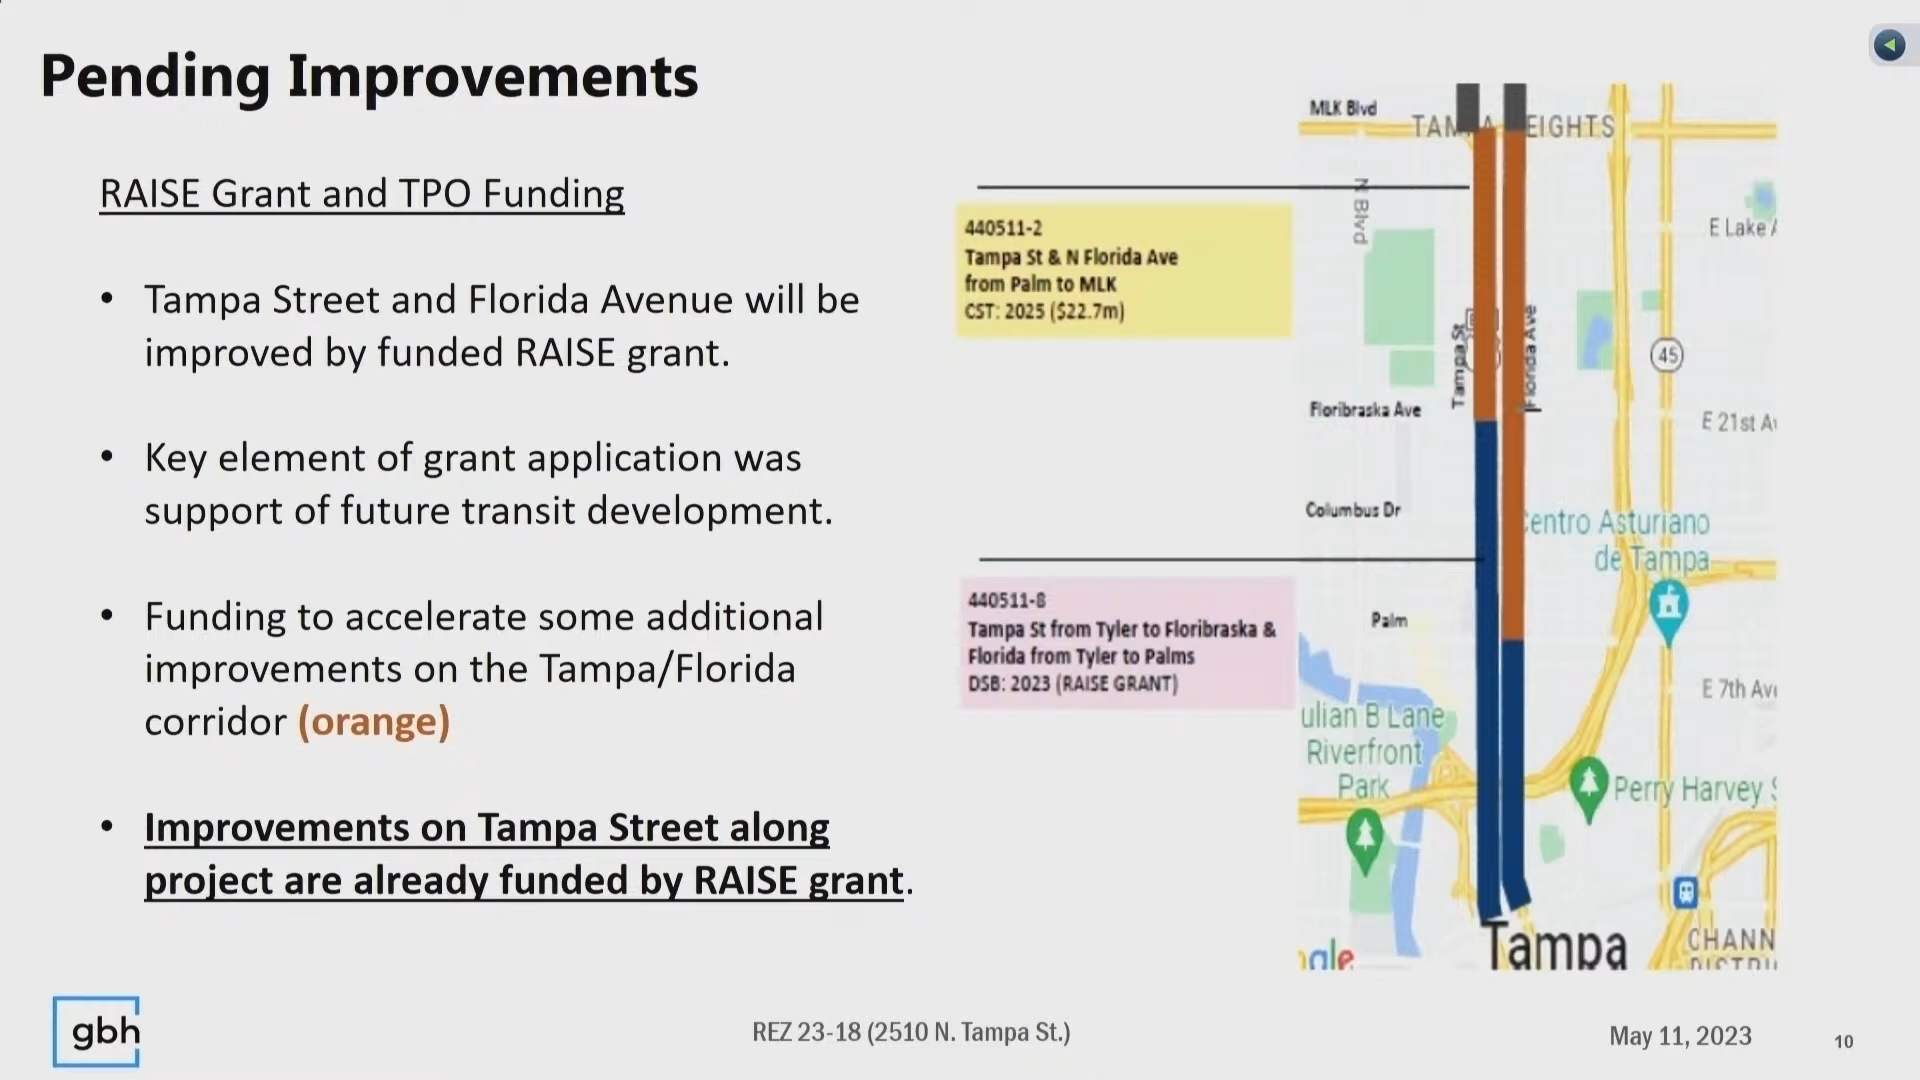 Pending Improvements
RAISE Grant and TPO Funding
• Tampa Street and Florida Avenue will be
improved by funded RAISE grant.
• Key element of grant application was
support of future transit development.
• Funding to accelerate some additional
improvements on the Tampa/Florida
corridor (orange)
• Improvements on Tampa Street along
project are already funded by RAISE grant.
440511-2
Tampa St & N Florida Ave
from Palm to MLK
CST: 2025 ($22.7m)
440511-8
Tampa St from Tyler to Floribraska &
Florida from Tyler to Palms
DSB: 2023 (RAISE GRANT)
MLK Blvd
TAM A EIGHTS
N Blvd
E Lake A
Tampa St
Florida Ave
45
Floribraska Ave
E 21st Av
Columbus Dr
Centro Asturiano
de Tampa
Palm
E 7th Ave
ulian B Lane
Riverfront
Park
Perry Harvey S
Tampa
CHANN
DISTRI
gle
gbh
REZ 23-18 (2510 N. Tampa St.)
May 11, 2023
10